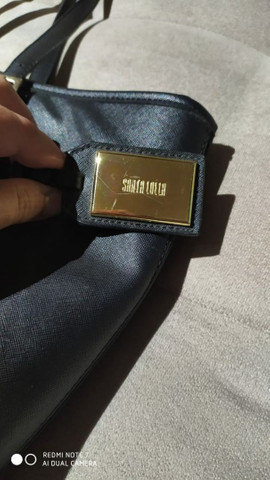 SANTA LOLLA
REDMI NOTE 7
AI DUAL CAMERA